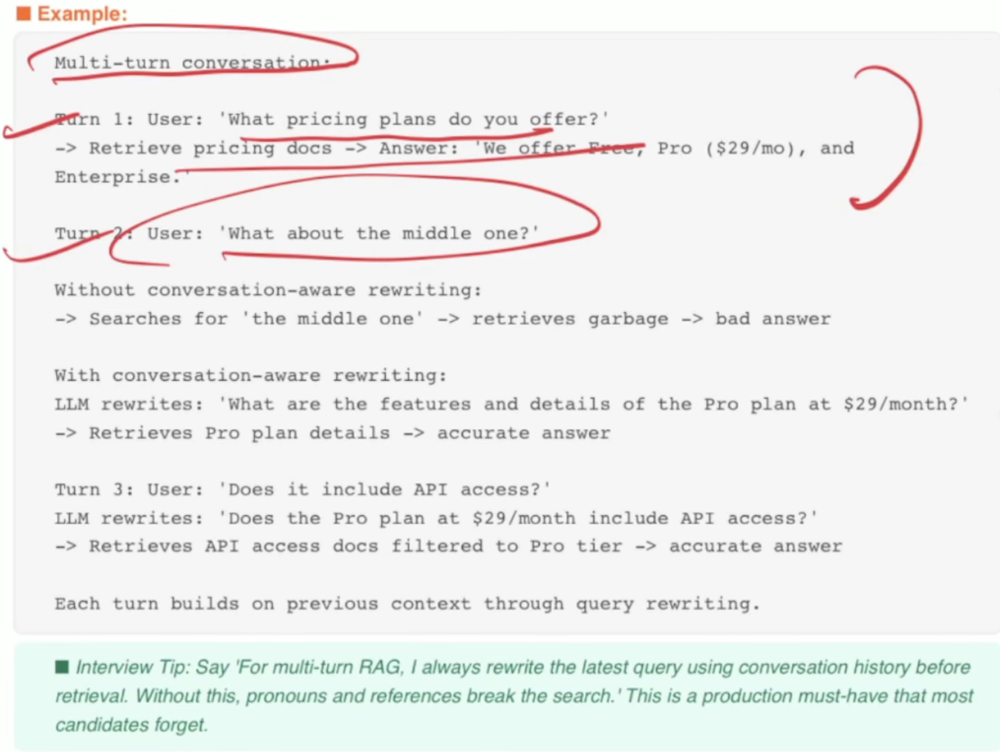 ■ Example:
Multi-turn conversation:
Turn 1: User: 'What pricing plans do you offer?'
-> Retrieve pricing docs -> Answer: 'We offer Free, Pro ($29/mo), and
Enterprise.'
Turn 2: User: 'What about the middle one?'
Without conversation-aware rewriting:
-> Searches for 'the middle one' -> retrieves garbage -> bad answer
With conversation-aware rewriting:
LLM rewrites: 'What are the features and details of the Pro plan at $29/month?'
-> Retrieves Pro plan details -> accurate answer
Turn 3: User: 'Does it include API access?'
LLM rewrites: 'Does the Pro plan at $29/month include API access?'
-> Retrieves API access docs filtered to Pro tier -> accurate answer
Each turn builds on previous context through query rewriting.
■ Interview Tip: Say 'For multi-turn RAG, I always rewrite the latest query using conversation history before
retrieval. Without this, pronouns and references break the search.' This is a production must-have that most
candidates forget.